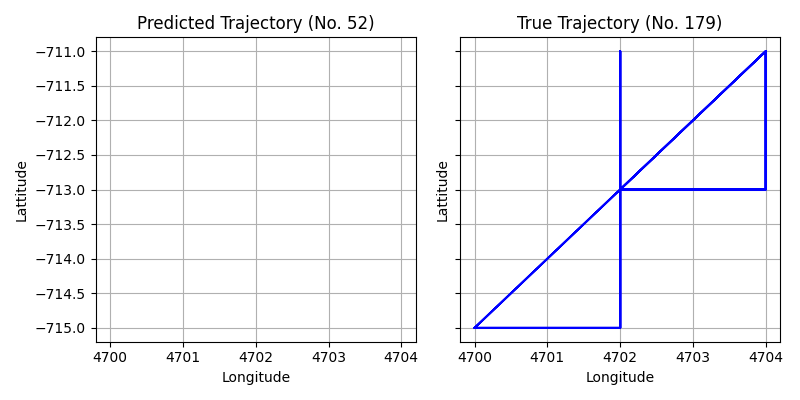 Predicted Trajectory (No. 52)
−711.0
−711.5
−712.0
−712.5
−713.0
−713.5
−714.0
−714.5
−715.0
Lattitude
4700 4701 4702 4703 4704
Longitude
True Trajectory (No. 179)
Lattitude
4700 4701 4702 4703 4704
Longitude